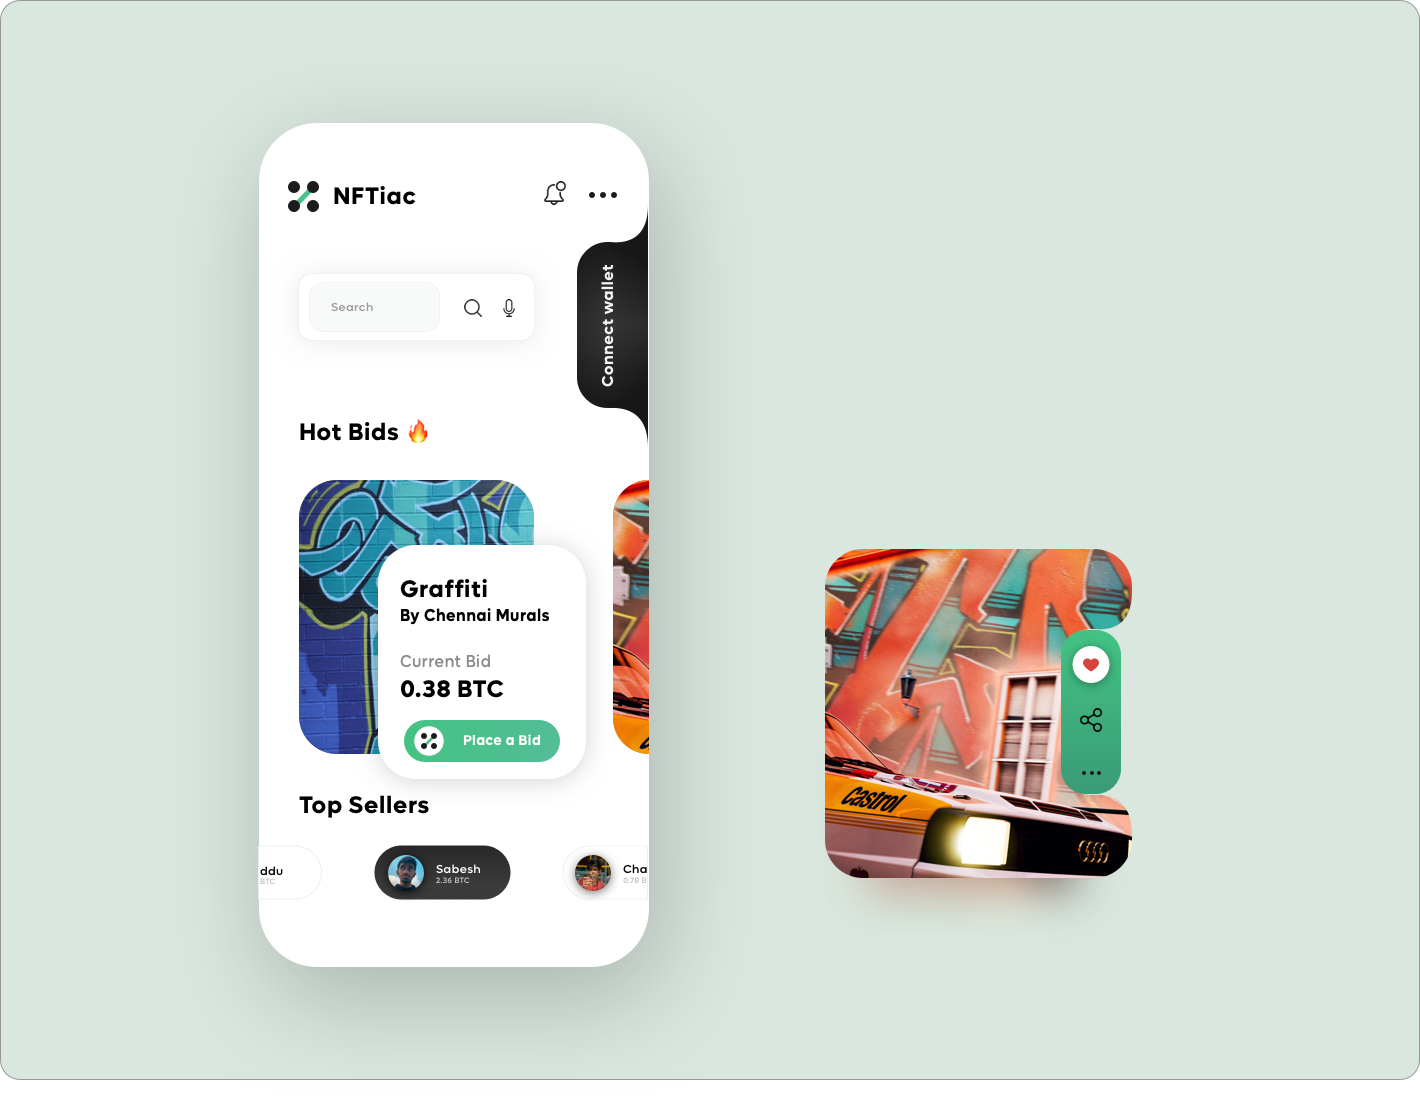 NFTiac
Search
Connect wallet
Hot Bids 🔥
Graffiti
By Chennai Murals
Current Bid
0.38 BTC
Place a Bid
Top Sellers
ddu
BTC
Sabesh
2.36 BTC
Cha
0.79 B
Castrol